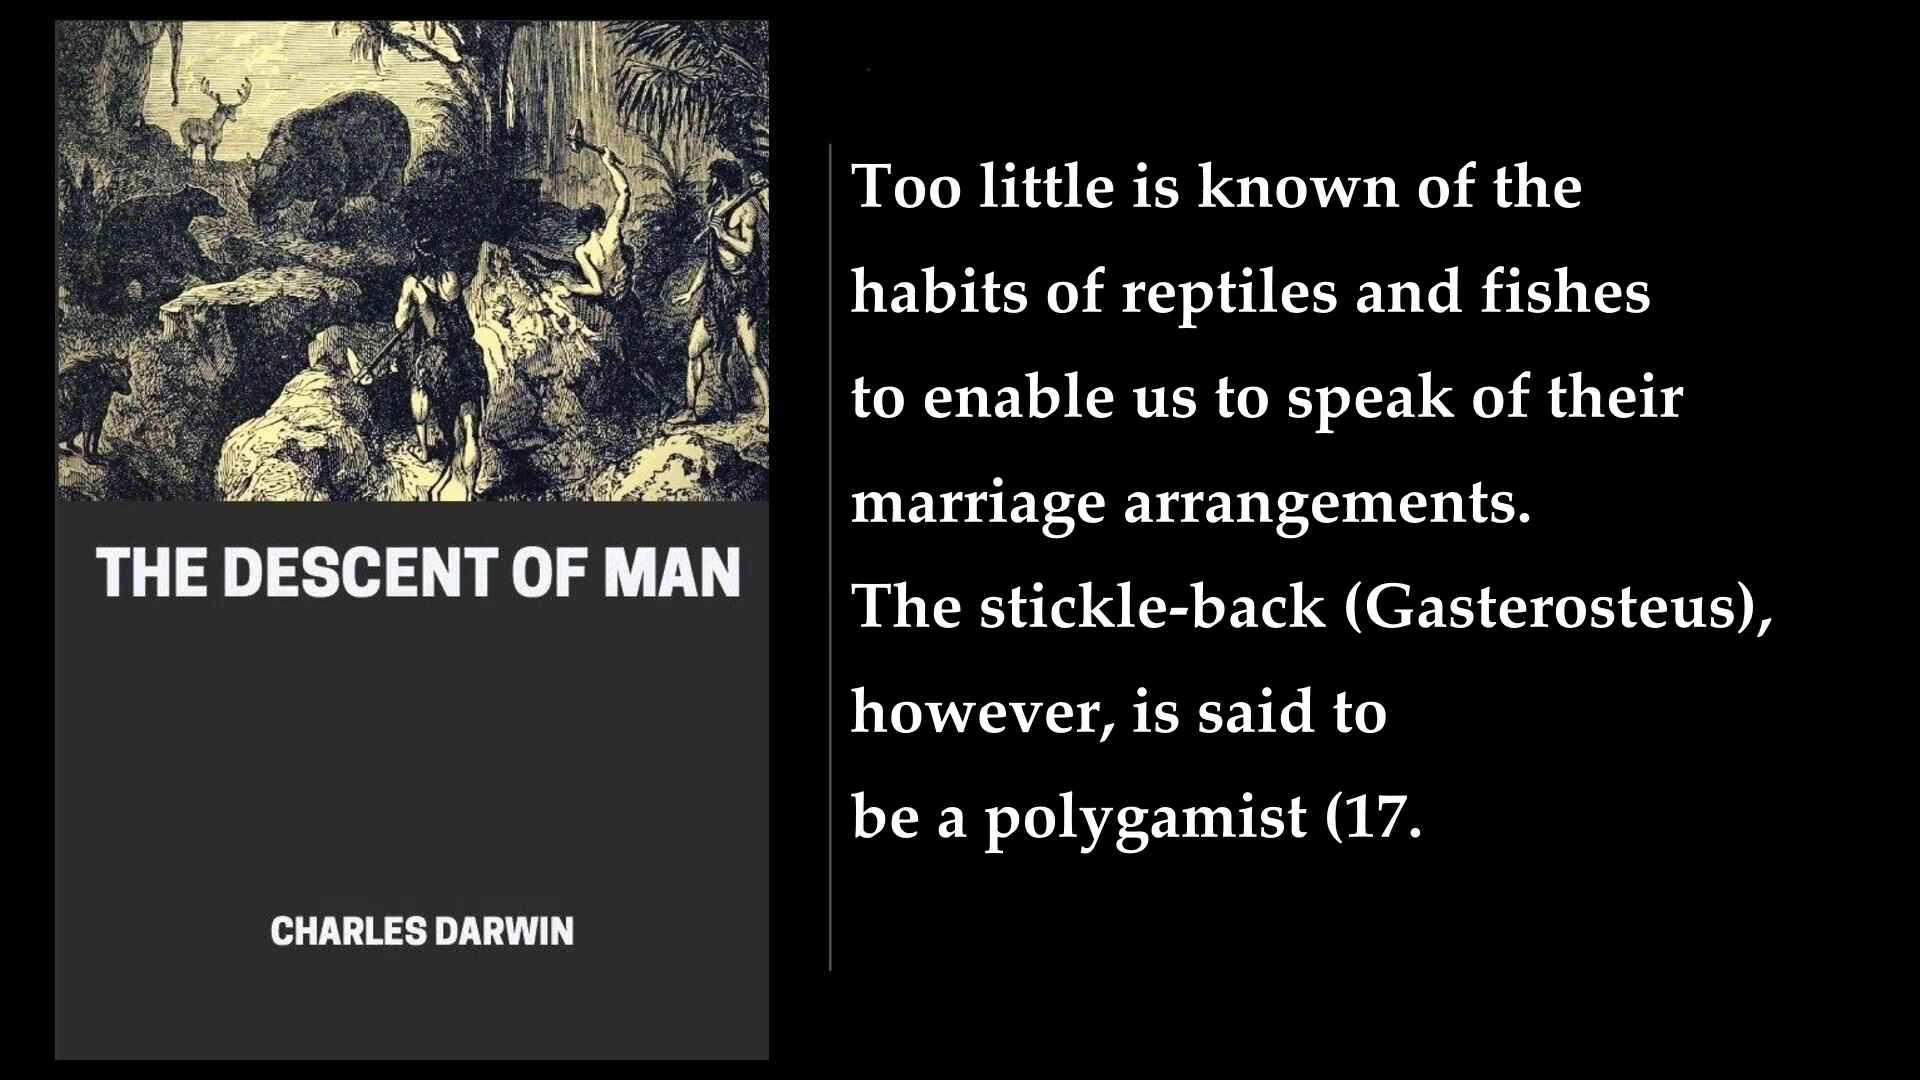 THE DESCENT OF MAN
CHARLES DARWIN
Too little is known of the
habits of reptiles and fishes
to enable us to speak of their
marriage arrangements.
The stickle-back (Gasterosteus),
however, is said to
be a polygamist (17.